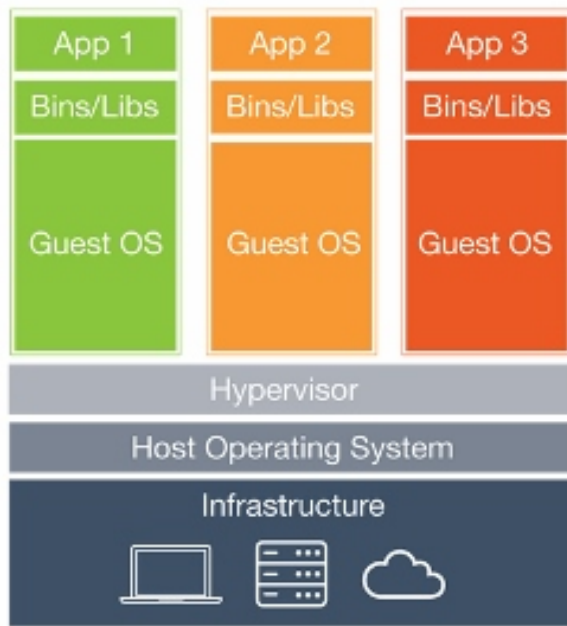 App 1
App 2
App 3
Bins/Libs
Bins/Libs
Bins/Libs
Guest OS
Guest OS
Guest OS
Hypervisor
Host Operating System
Infrastructure